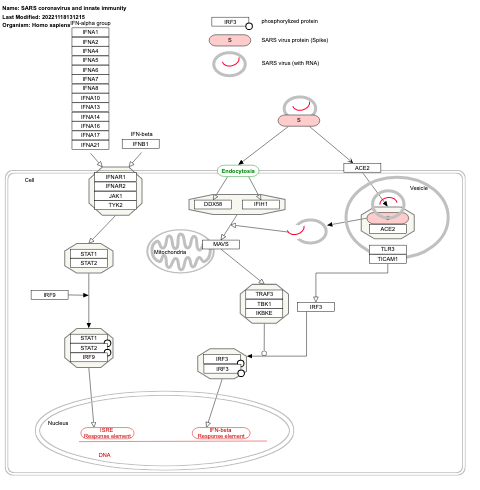 Name: SARS coronavirus and innate immunity
Last Modified: 20221118131215
Organism: Homo sapiens
IFN-alpha group
IFNA1
IFNA2
IFNA4
IFNA5
IFNA6
IFNA7
IFNA8
IFNA10
IFNA13
IFNA14
IFNA16
IFNA17
IFNA21
IFN-beta
IFNB1
IRF3
phosphorylized protein
S
SARS virus protein (Spike)
SARS virus (with RNA)
S
Endocytosis
ACE2
Cell
IFNAR1
IFNAR2
JAK1
TYK2
DDX58
IFIH1
Vesicle
S
ACE2
TLR3
TICAM1
MAVS
Mitochondria
STAT1
STAT2
IRF9
TRAF3
TBK1
IKBKE
IRF3
STAT1
STAT2
IRF9
IRF3
IRF3
Nucleus
ISRE
Response element
IFN-beta
Response element
DNA